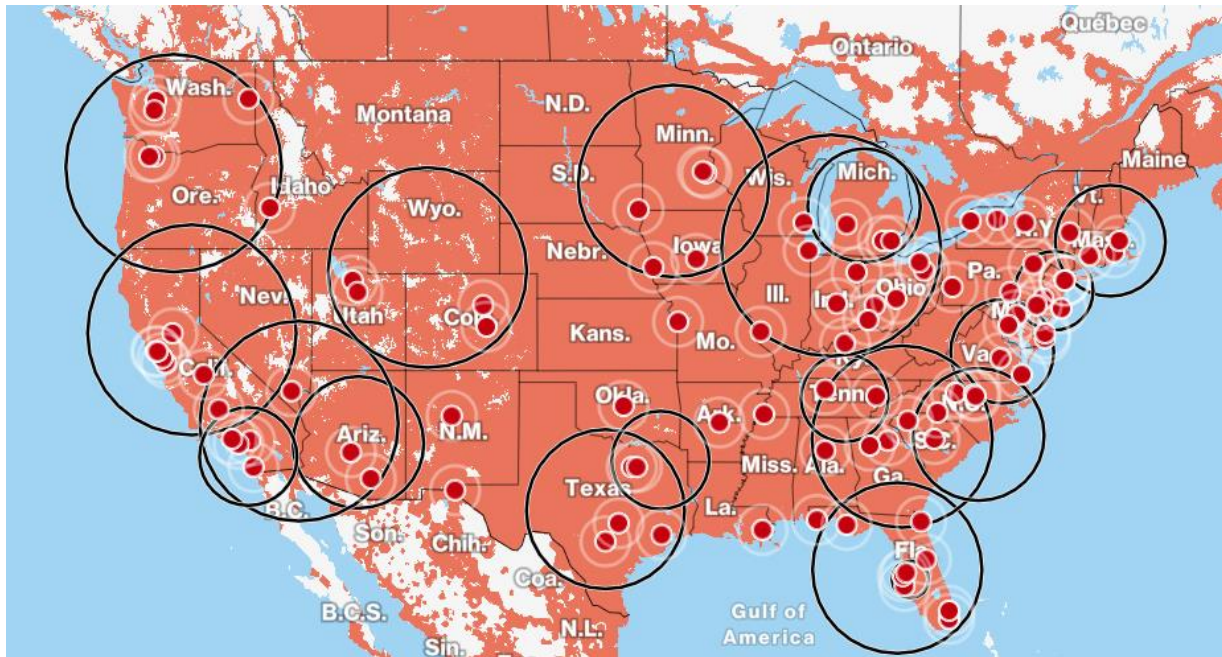 Québec
Ontario
Wash.
Montana
N.D.
Minn.
Maine
Ore.
Idaho
S.D.
Wis.
Mich.
Vt.
Wyo.
N.Y
Mass.
Nebr.
Iowa
Nev.
Utah
Ill.
Ind.
Ohio
Pa.
Kans.
Mo.
Calif.
Ky.
Va.
Okla.
Tenn.
N.C.
Ariz.
N.M.
Ark.
S.C.
Miss.
Ala.
Ga.
Texas
La.
B.C.
Son.
Chih.
Coa.
B.C.S.
N.L.
Sin.
Gulf of
America